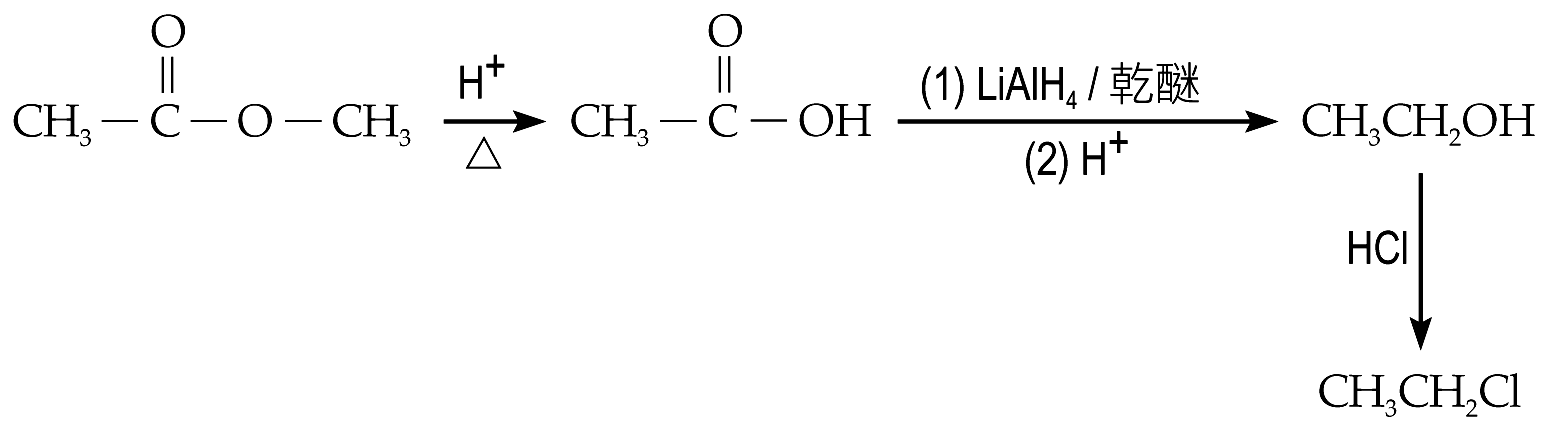 O O
CH₃—C—O—CH₃ H⁺ △ CH₃—C—OH (1) LiAlH₄ / 乾醚 (2) H⁺ CH₃CH₂OH
HCl
CH₃CH₂Cl